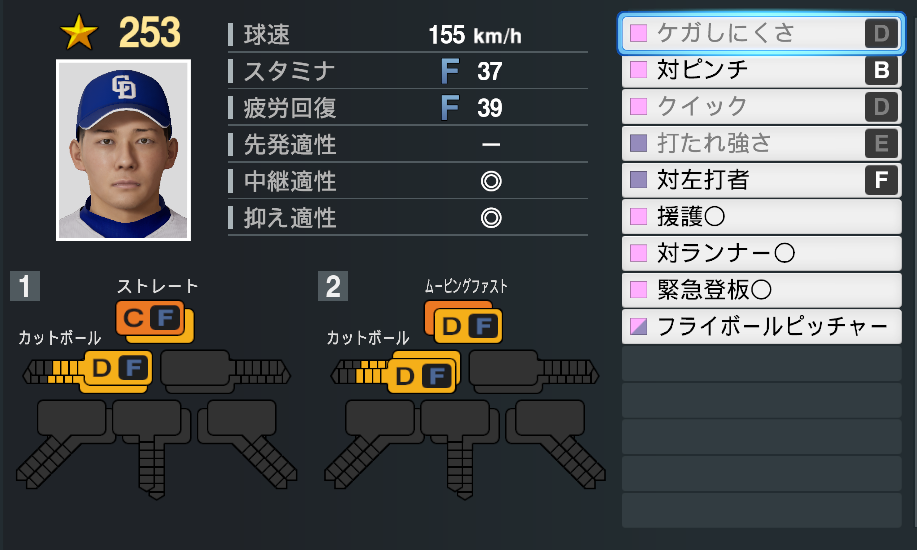 253
球速 155 km/h
スタミナ F 37
疲労回復 F 39
先発適性 ー
中継適性 ◎
抑え適性 ◎
CD
1
ストレート
C F
カットボール
D F
2
ムービングファスト
D F
カットボール
D F
ケガしにくさ D
対ピンチ B
クイック D
打たれ強さ E
対左打者 F
援護〇
対ランナー〇
緊急登板〇
フライボールピッチャー